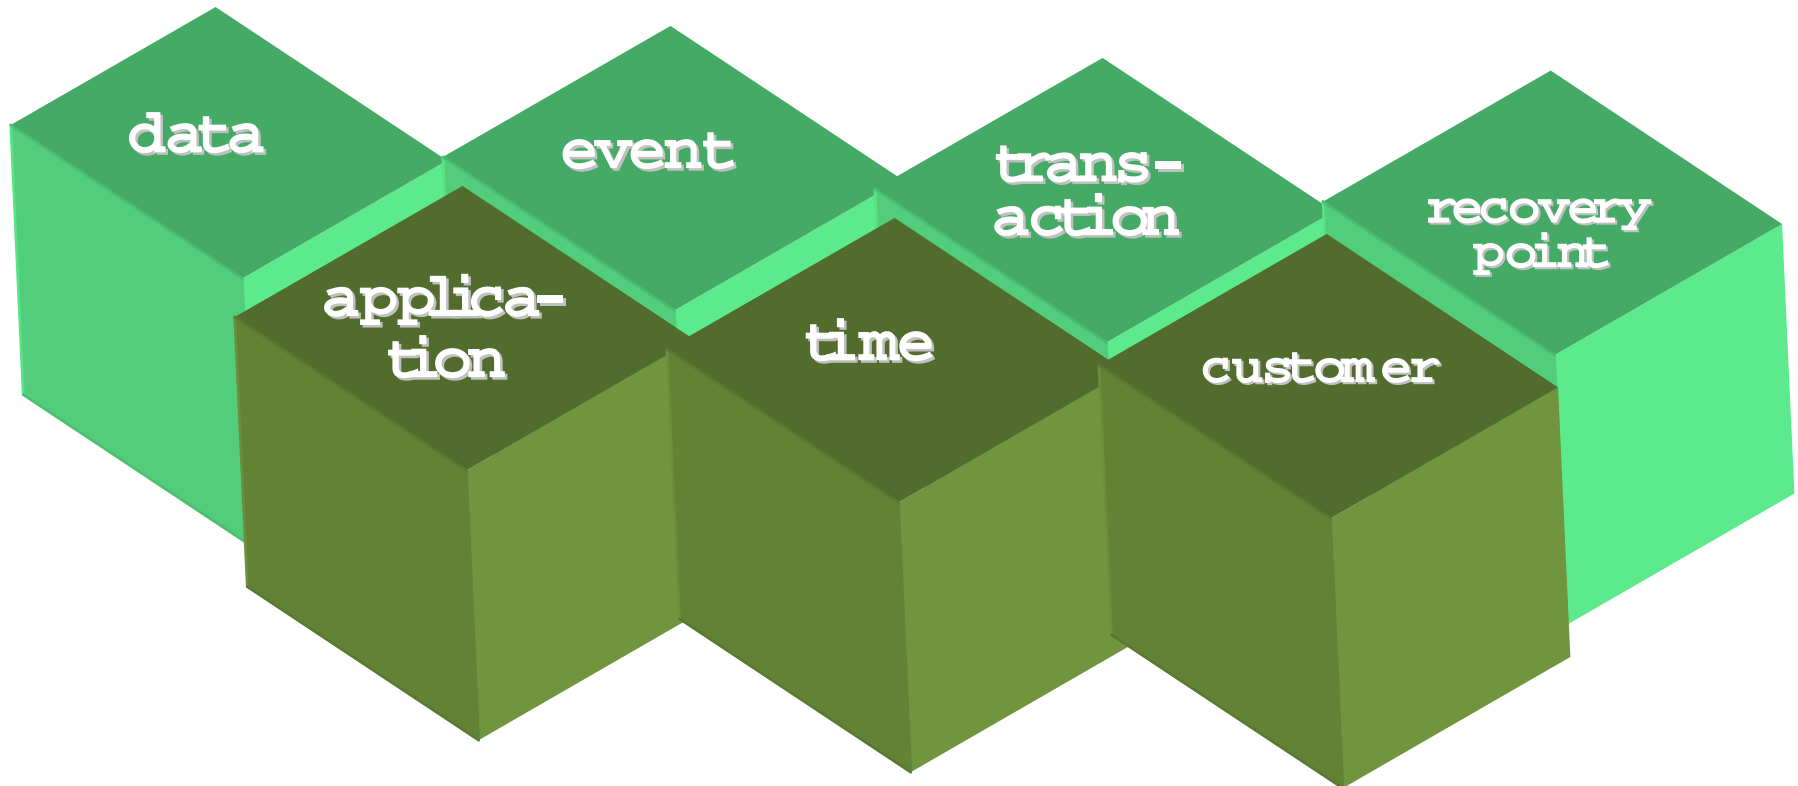 data
event
trans-
action
recovery
point
applica-
tion
time
customer